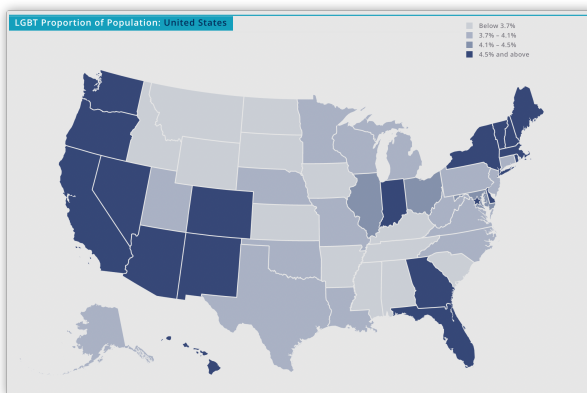 LGBT Proportion of Population: United States
Below 3.7%
3.7% – 4.1%
4.1% – 4.5%
4.5% and above